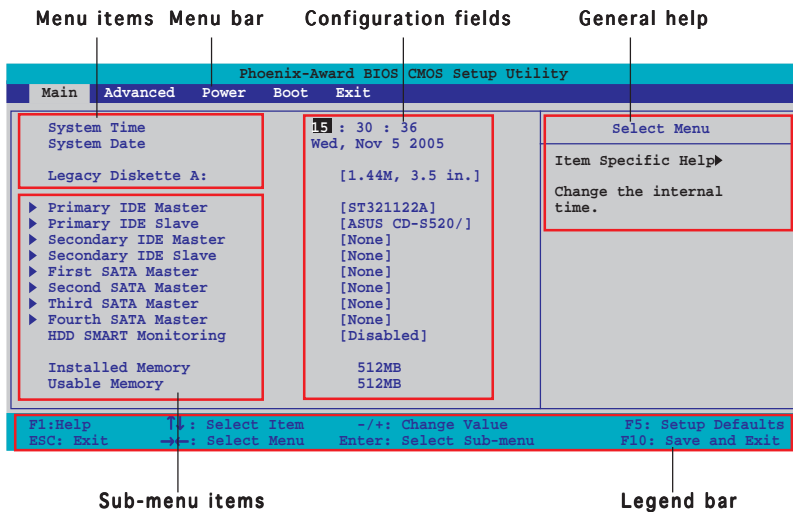 Menu items Menu bar Configuration fields General help
Phoenix-Award BIOS CMOS Setup Utility
Main Advanced Power Boot Exit
System Time 15 : 30 : 36
System Date Wed, Nov 5 2005
Legacy Diskette A: [1.44M, 3.5 in.]
Primary IDE Master [ST321122A]
Primary IDE Slave [ASUS CD-S520/]
Secondary IDE Master [None]
Secondary IDE Slave [None]
First SATA Master [None]
Second SATA Master [None]
Third SATA Master [None]
Fourth SATA Master [None]
HDD SMART Monitoring [Disabled]
Installed Memory 512MB
Usable Memory 512MB
Select Menu
Item Specific Help▶
Change the internal
time.
F1:Help ↑↓: Select Item -/+: Change Value F5: Setup Defaults
ESC: Exit →←: Select Menu Enter: Select Sub-menu F10: Save and Exit
Sub-menu items Legend bar